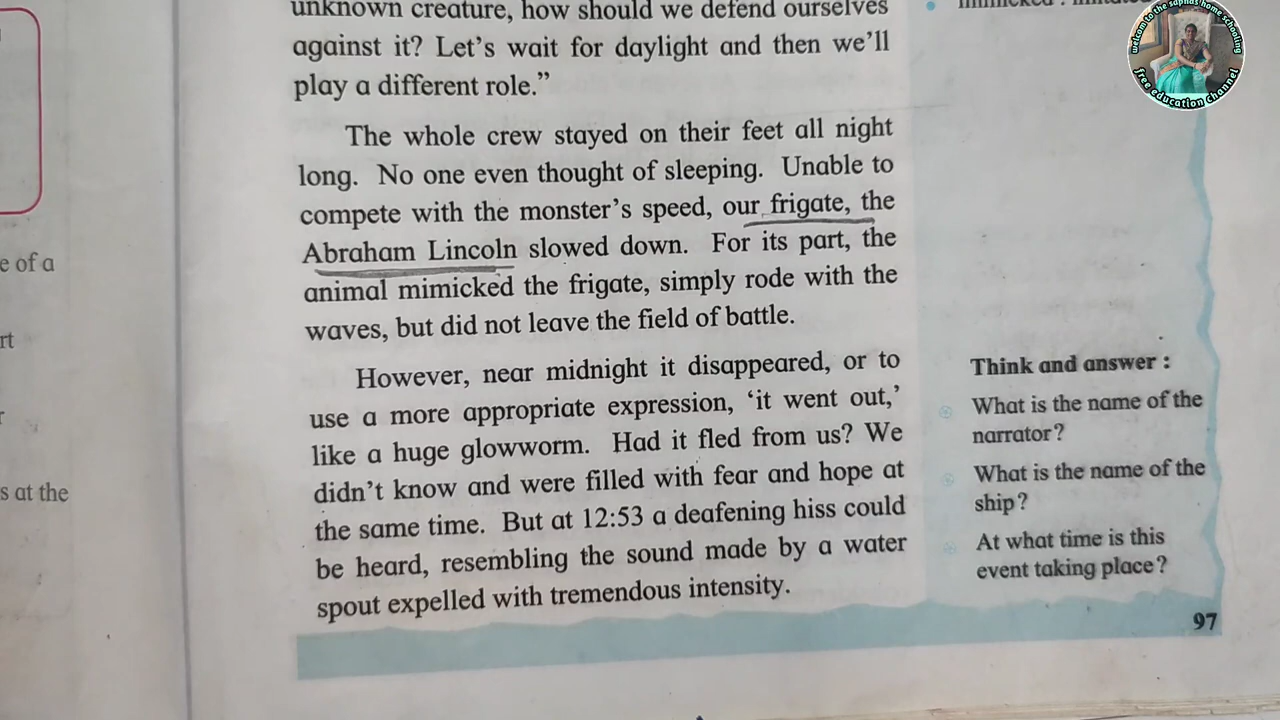 unknown creature, how should we defend ourselves
against it? Let's wait for daylight and then we'll
play a different role."
The whole crew stayed on their feet all night
long. No one even thought of sleeping. Unable to
compete with the monster's speed, our frigate, the
Abraham Lincoln slowed down. For its part, the
animal mimicked the frigate, simply rode with the
waves, but did not leave the field of battle.
However, near midnight it disappeared, or to
use a more appropriate expression, 'it went out,'
like a huge glowworm. Had it fled from us? We
didn't know and were filled with fear and hope at
the same time. But at 12:53 a deafening hiss could
be heard, resembling the sound made by a water
spout expelled with tremendous intensity.
Think and answer :
What is the name of the
narrator?
What is the name of the
ship?
At what time is this
event taking place?
97
e of a
rt
s at the
welcom to the sapnas home schooling
free education channel